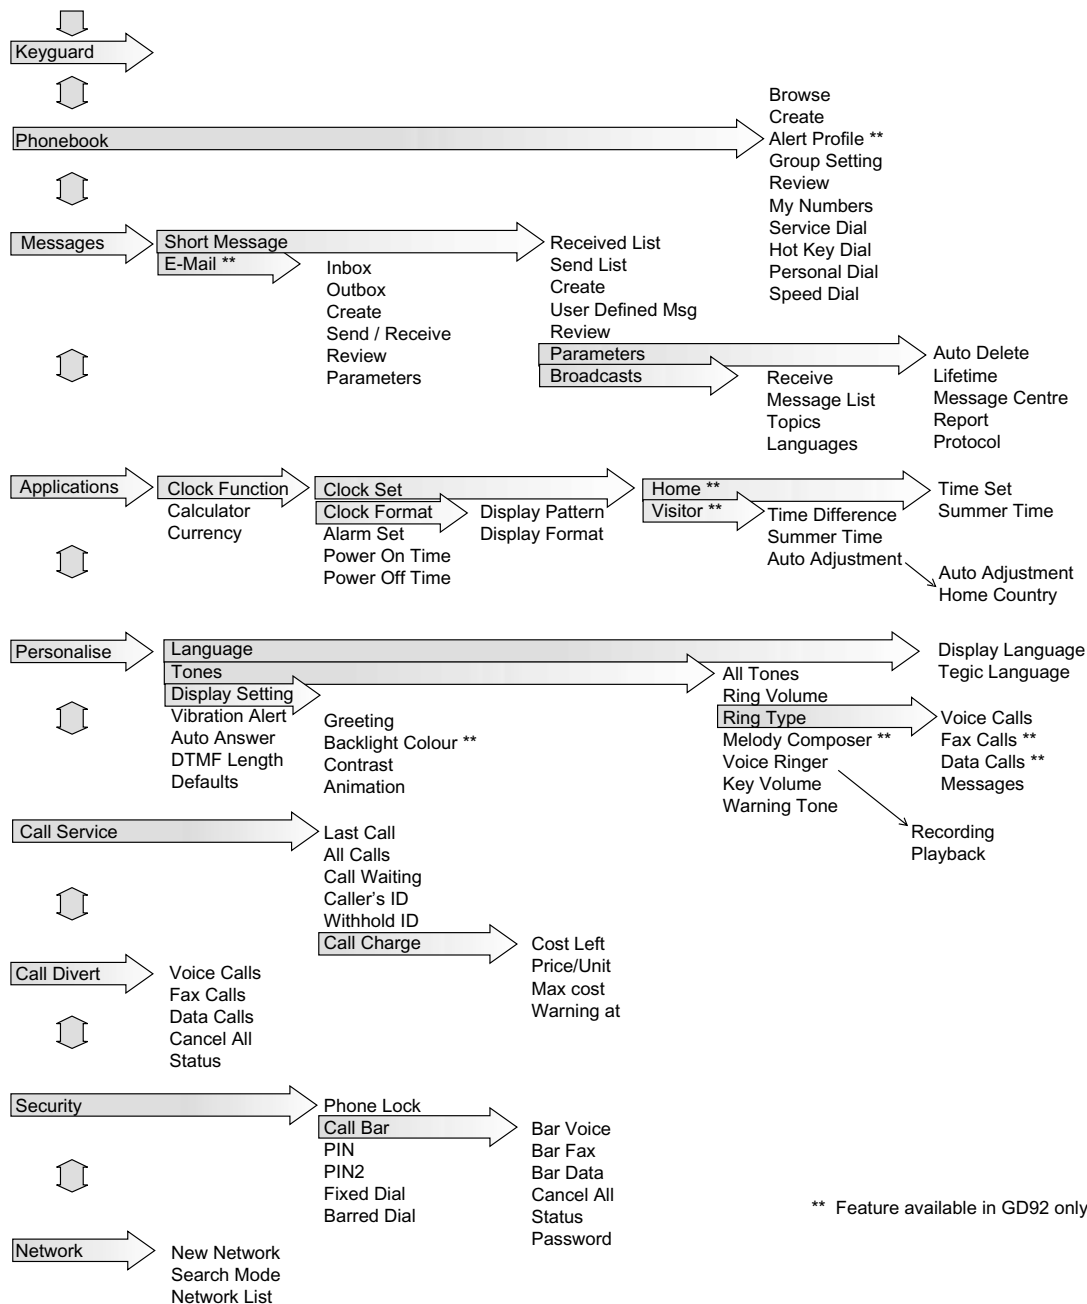 Keyguard
Phonebook
Browse
Create
Alert Profile **
Group Setting
Review
My Numbers
Service Dial
Hot Key Dial
Personal Dial
Speed Dial
Messages
Short Message
E-Mail **
Inbox
Outbox
Create
Send / Receive
Review
Parameters
Received List
Send List
Create
User Defined Msg
Review
Parameters
Broadcasts
Receive
Message List
Topics
Languages
Auto Delete
Lifetime
Message Centre
Report
Protocol
Applications
Clock Function
Calculator
Currency
Clock Set
Clock Format
Alarm Set
Power On Time
Power Off Time
Display Pattern
Display Format
Home **
Visitor **
Time Difference
Summer Time
Auto Adjustment
Time Set
Summer Time
Auto Adjustment
Home Country
Personalise
Language
Tones
Display Setting
Vibration Alert
Auto Answer
DTMF Length
Defaults
Greeting
Backlight Colour **
Contrast
Animation
All Tones
Ring Volume
Ring Type
Melody Composer **
Voice Ringer
Key Volume
Warning Tone
Display Language
Tegic Language
Voice Calls
Fax Calls **
Data Calls **
Messages
Recording
Playback
Call Service
Last Call
All Calls
Call Waiting
Caller's ID
Withhold ID
Call Charge
Cost Left
Price/Unit
Max cost
Warning at
Call Divert
Voice Calls
Fax Calls
Data Calls
Cancel All
Status
Security
Phone Lock
Call Bar
PIN
PIN2
Fixed Dial
Barred Dial
Bar Voice
Bar Fax
Bar Data
Cancel All
Status
Password
** Feature available in GD92 only
Network
New Network
Search Mode
Network List